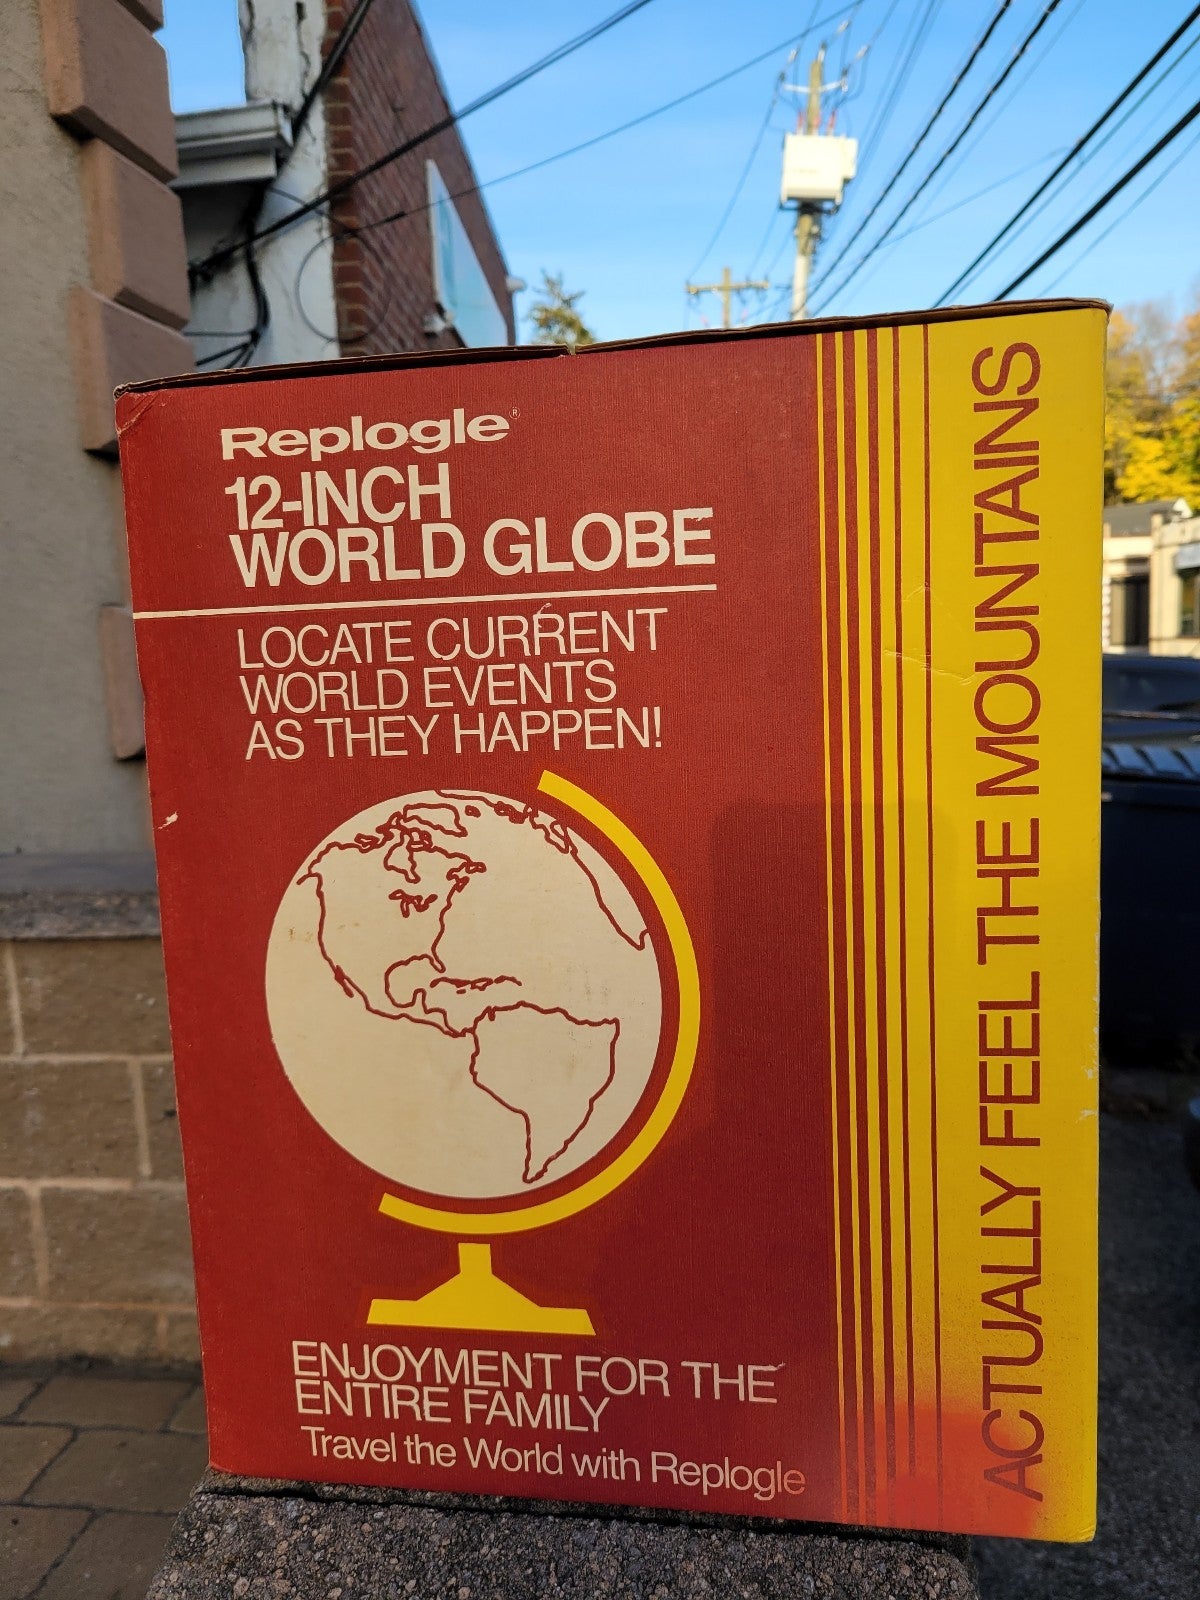 Replogle®
12-INCH
WORLD GLOBE
LOCATE CURRENT
WORLD EVENTS
AS THEY HAPPEN!
ENJOYMENT FOR THE
ENTIRE FAMILY
Travel the World with Replogle
ACTUALLY FEEL THE MOUNTAINS